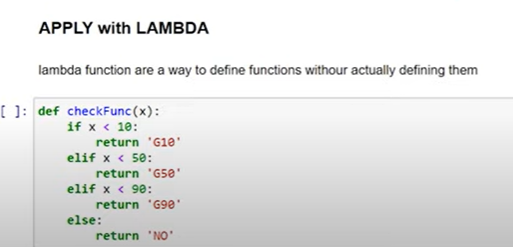 APPLY with LAMBDA
lambda function are a way to define functions withour actually defining them
[ ]: def checkFunc(x):
if x < 10:
return 'G10'
elif x < 50:
return 'G50'
elif x < 90:
return 'G90'
else:
return 'NO'